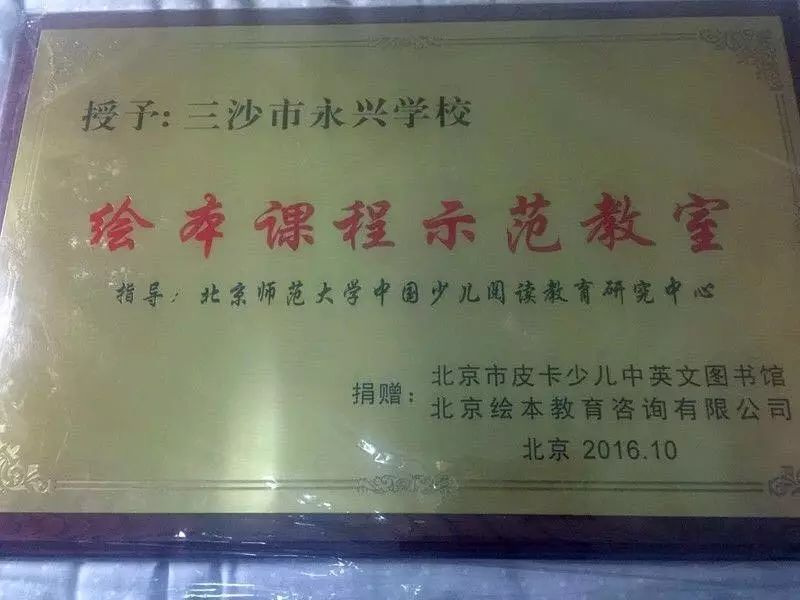 授予：三沙市永兴学校
绘本课程示范教室
指导：北京师范大学中国少儿阅读教育研究中心
捐赠：北京市皮卡少儿中英文图书馆
北京绘本教育咨询有限公司
北京 2016.10